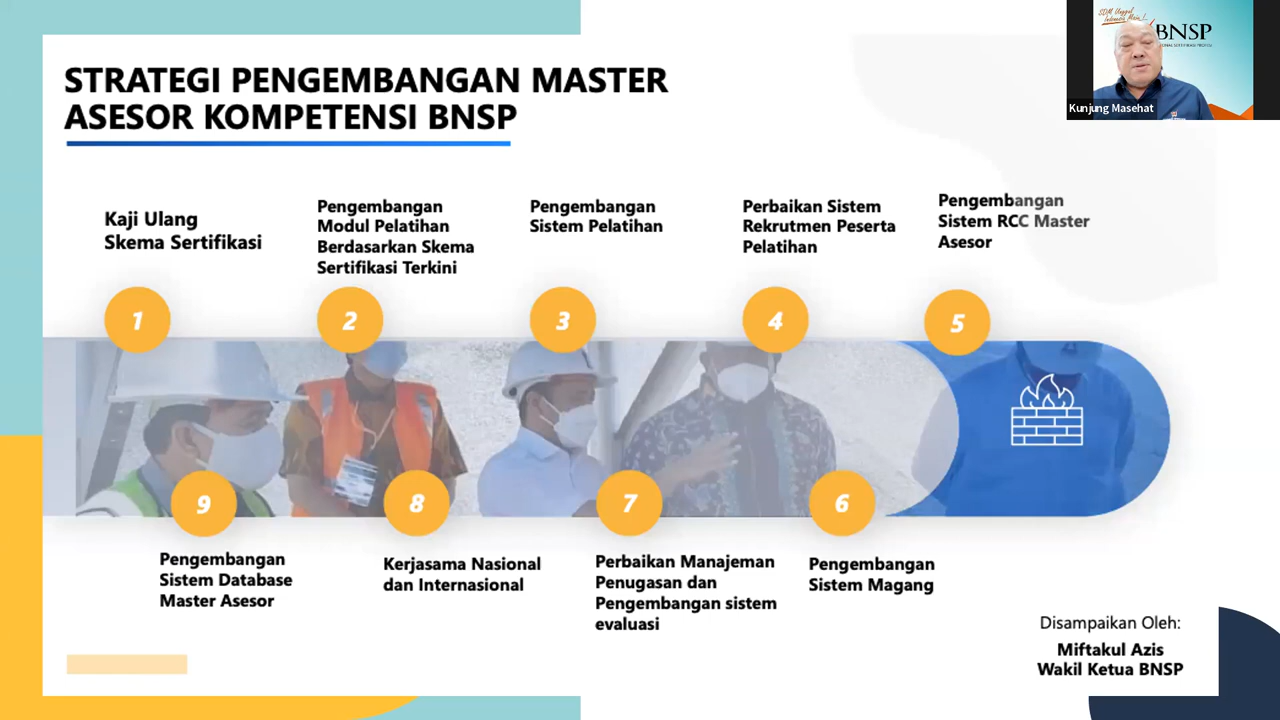 STRATEGI PENGEMBANGAN MASTER
ASESOR KOMPETENSI BNSP
SDM Unggul
BNSP
Kunjung Masehat
Kaji Ulang
Skema Sertifikasi
Pengembangan
Modul Pelatihan
Berdasarkan Skema
Sertifikasi Terkini
Pengembangan
Sistem Pelatihan
Perbaikan Sistem
Rekrutmen Peserta
Pelatihan
Pengembangan
Sistem RCC Master
Asesor
1
2
3
4
5
9
8
7
6
Pengembangan
Sistem Database
Master Asesor
Kerjasama Nasional
dan Internasional
Perbaikan Manajeman
Penugasan dan
Pengembangan sistem
evaluasi
Pengembangan
Sistem Magang
Disampaikan Oleh:
Miftakul Azis
Wakil Ketua BNSP